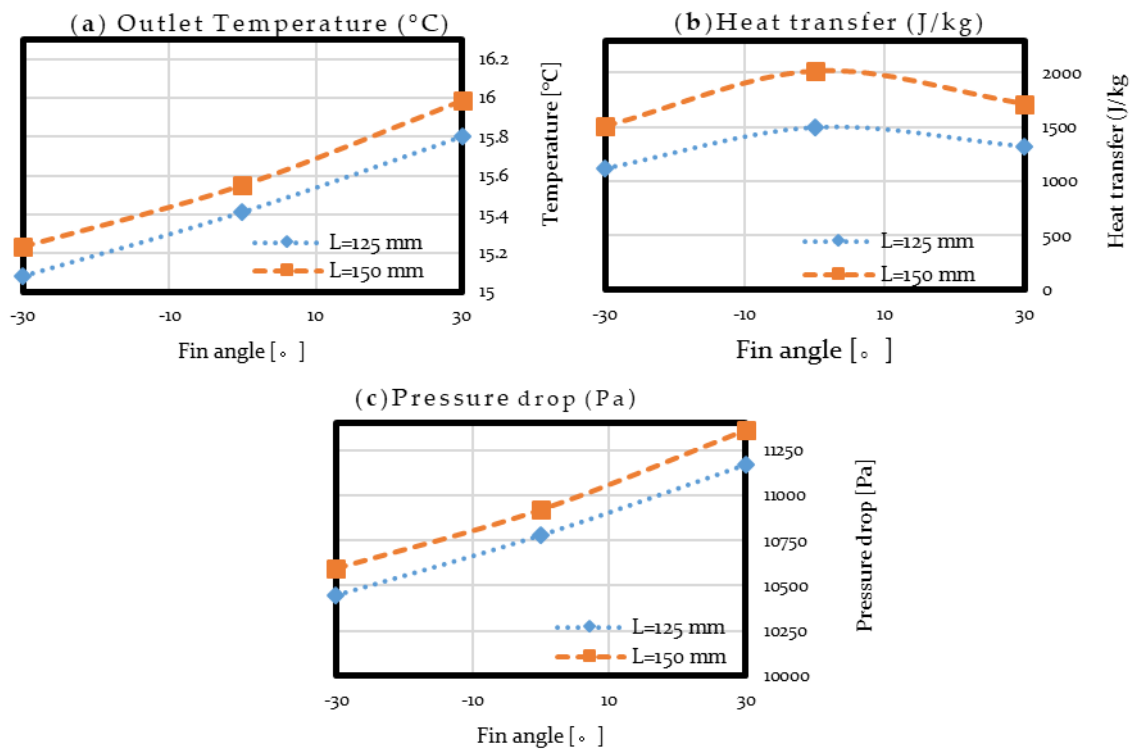 (a) Outlet Temperature (°C)
16.2
16
15.8
15.6
15.4
15.2
15
Temperature [°C]
L=125 mm
L=150 mm
-30
-10
10
30
Fin angle [°]
(b)Heat transfer (J/kg)
2000
1500
1000
500
0
Heat transfer (J/kg
L=125 mm
L=150 mm
-30
-10
10
30
Fin angle [°]
(c)Pressure drop (Pa)
11250
11000
10750
10500
10250
10000
Pressure drop [Pa]
L=125 mm
L=150 mm
-30
-10
10
30
Fin angle [°]